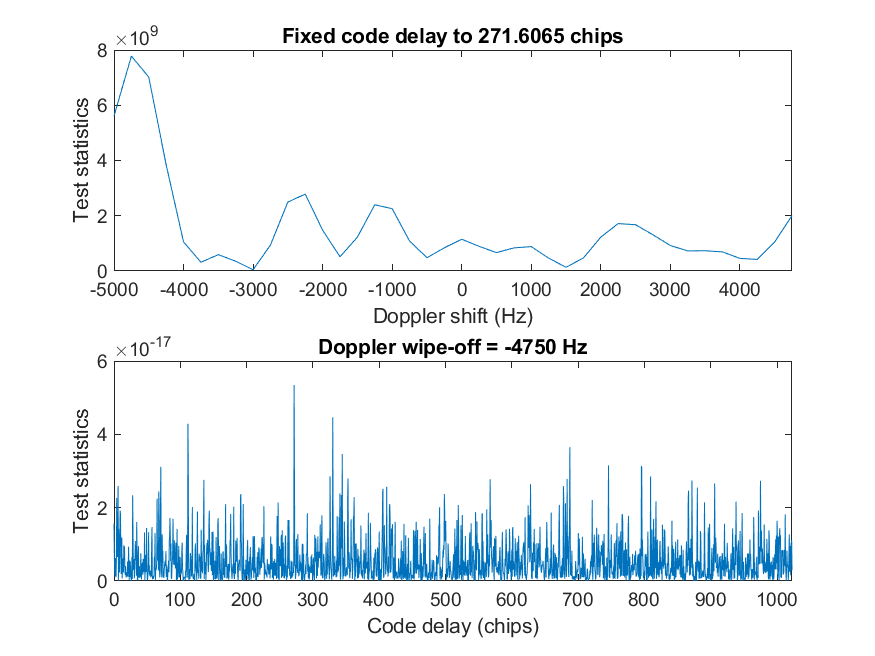 ×10^9
Fixed code delay to 271.6065 chips
8
6
4
2
0
Test statistics
-5000 -4000 -3000 -2000 -1000 0 1000 2000 3000 4000
Doppler shift (Hz)
×10^-17
Doppler wipe-off = -4750 Hz
6
4
2
0
Test statistics
0 100 200 300 400 500 600 700 800 900 1000
Code delay (chips)